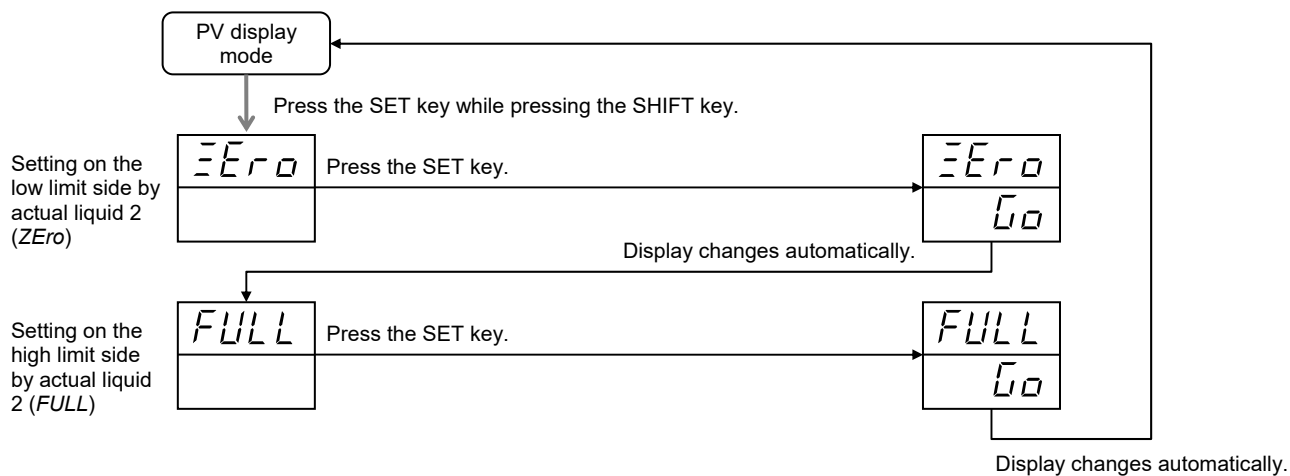 PV display
mode
Press the SET key while pressing the SHIFT key.
Setting on the
low limit side by
actual liquid 2
(ZEro)
ZEro
Press the SET key.
ZEro
Go
Display changes automatically.
Setting on the
high limit side
by actual liquid
2 (FULL)
FULL
Press the SET key.
FULL
Go
Display changes automatically.